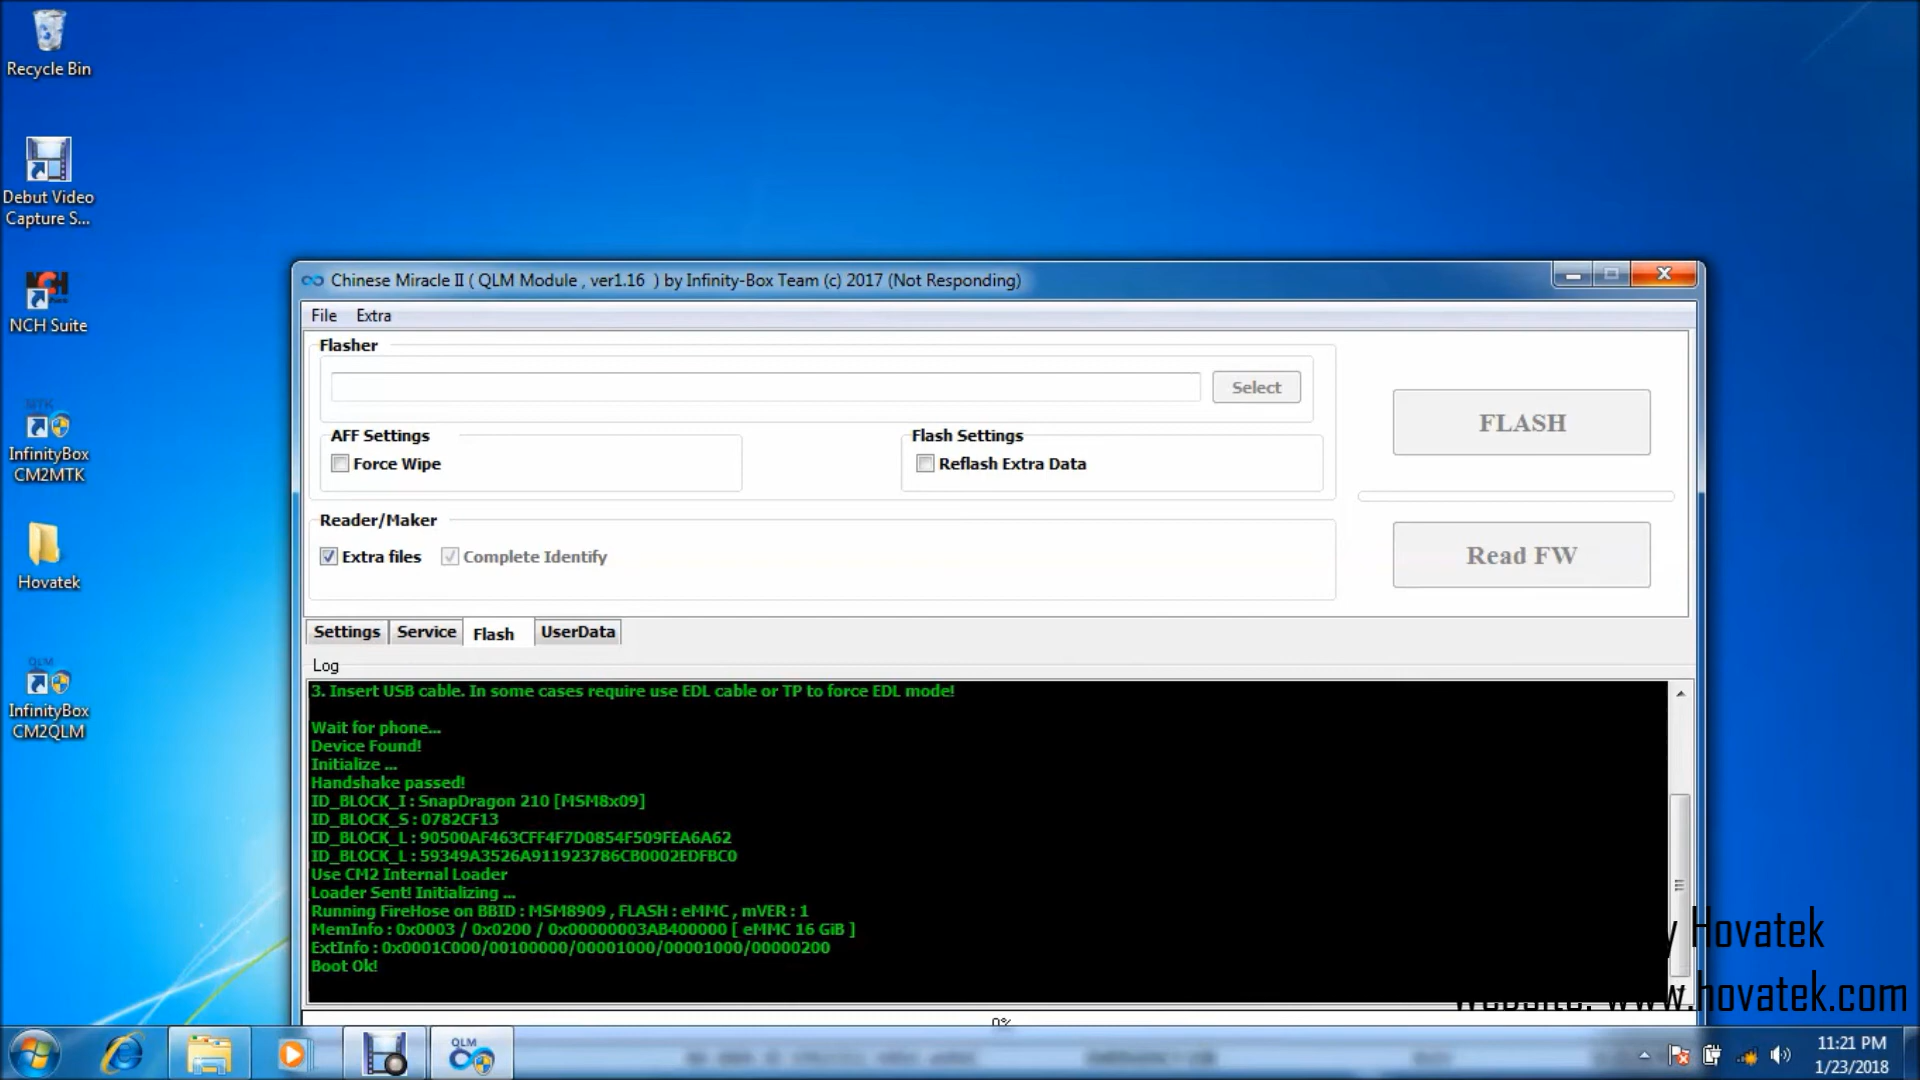 Recycle Bin
Debut Video
Capture S...
NCH Suite
MTK
InfinityBox
CM2MTK
Hovatek
QLM
InfinityBox
CM2QLM
Chinese Miracle II ( QLM Module , ver1.16 ) by Infinity-Box Team (c) 2017 (Not Responding)
File Extra
Flasher
Select
AFF Settings
Force Wipe
Flash Settings
Reflash Extra Data
FLASH
Reader/Maker
Extra files Complete Identify
Read FW
Settings Service Flash UserData
Log
3. Insert USB cable. In some cases require use EDL cable or TP to force EDL mode!
Wait for phone...
Device Found!
Initialize ...
Handshake passed!
ID_BLOCK_I : SnapDragon 210 [MSM8x09]
ID_BLOCK_S : 0782CF13
ID_BLOCK_L : 90500AF463CFF4F7D0854F509FEA6A62
ID_BLOCK_L : 59349A3526A911923786CB0002EDFBC0
Use CM2 Internal Loader
Loader Sent! Initializing ...
Running FireHose on BBID : MSM8909 , FLASH : eMMC , mVER : 1
MemInfo : 0x0003 / 0x0200 / 0x00000003AB400000 [ eMMC 16 GiB ]
ExtInfo : 0x0001C000/00100000/00001000/00001000/00000200
Boot Ok!
y Hovatek
website: www.hovatek.com
0%
QLM
11:21 PM
1/23/2018